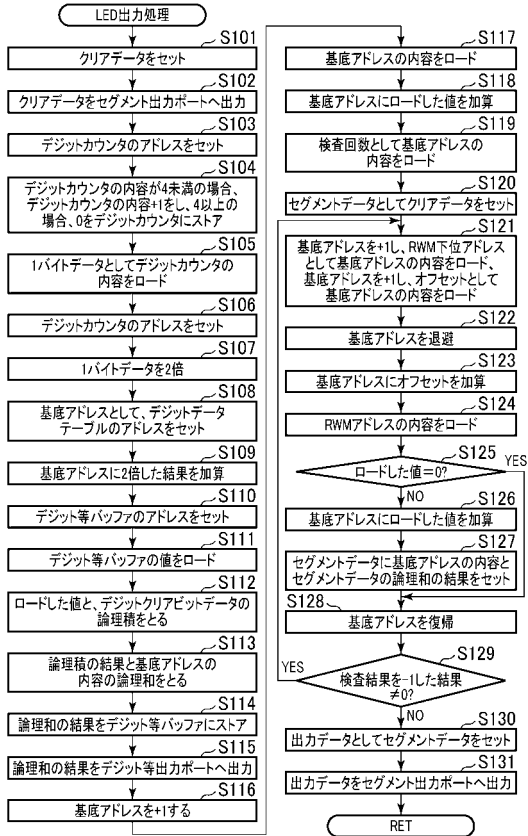 LED出力処理
S101
クリアデータをセット
S102
クリアデータをセグメント出力ポートへ出力
S103
デジットカウンタのアドレスをセット
S104
デジットカウンタの内容が4未満の場合、
デジットカウンタの内容+1をし、4以上の
場合、0をデジットカウンタにストア
S105
1バイトデータとしてデジットカウンタの
内容をロード
S106
デジットカウンタのアドレスをセット
S107
1バイトデータを2倍
S108
基底アドレスとして、デジットデータ
テーブルのアドレスをセット
S109
基底アドレスに2倍した結果を加算
S110
デジット等バッファのアドレスをセット
S111
デジット等バッファの値をロード
S112
ロードした値と、デジットクリアビットデータの
論理積をとる
S113
論理積の結果と基底アドレスの
内容の論理和をとる
S114
論理和の結果をデジット等バッファにストア
S115
論理和の結果をデジット等出力ポートへ出力
S116
基底アドレスを+1する
S117
基底アドレスの内容をロード
S118
基底アドレスにロードした値を加算
S119
検査回数として基底アドレスの
内容をロード
S120
セグメントデータとしてクリアデータをセット
S121
基底アドレスを+1し、RWM下位アドレス
として基底アドレスの内容をロード、
基底アドレスを+1し、オフセットとして
基底アドレスの内容をロード
S122
基底アドレスを退避
S123
基底アドレスにオフセットを加算
S124
RWMアドレスの内容をロード
S125
ロードした値=0?
YES
NO
S126
基底アドレスにロードした値を加算
S127
セグメントデータに基底アドレスの内容と
セグメントデータの論理和の結果をセット
S128
基底アドレスを復帰
S129
YES
検査結果を-1した結果
≠0?
NO
S130
出力データとしてセグメントデータをセット
S131
出力データをセグメント出力ポートへ出力
RET